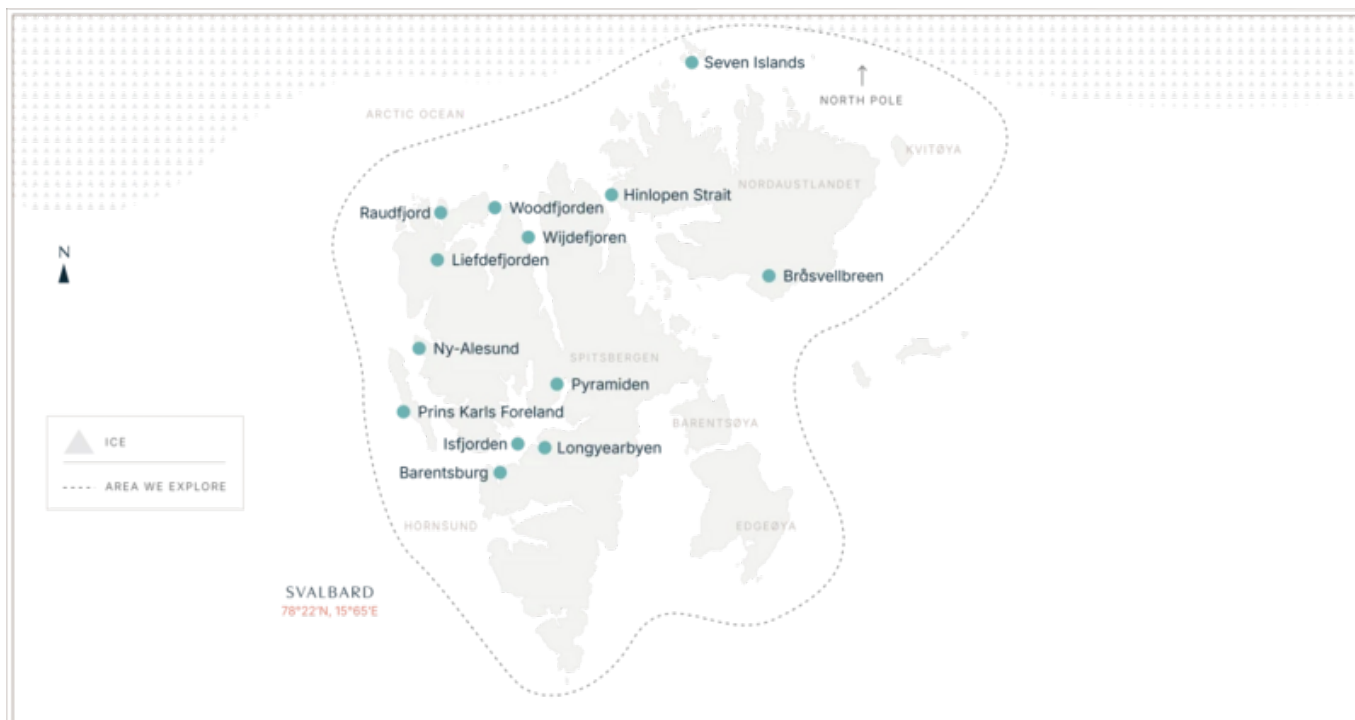 Seven Islands
NORTH POLE
ARCTIC OCEAN
KVITØYA
NORDAUSTLANDET
Hinlopen Strait
Raudfjord
Woodfjorden
Wijdefjoren
N
Liefdefjorden
Bråsvellbreen
Ny-Alesund
SPITSBERGEN
Pyramiden
Prins Karls Foreland
BARENTSØYA
ICE
Isfjorden
Longyearbyen
Barentsburg
AREA WE EXPLORE
HORNSUND
EDGEØYA
SVALBARD
78°22'N, 15°65'E